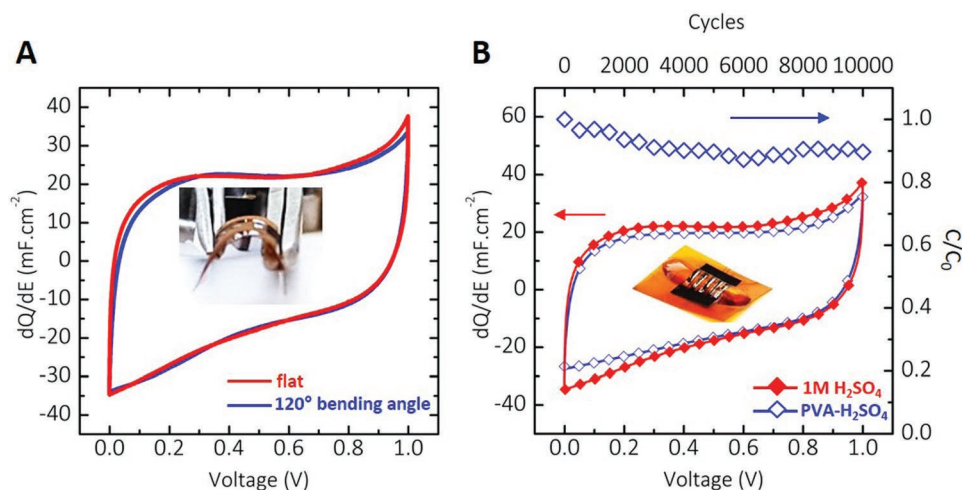 A
40
30
20
10
0
-10
-20
-30
-40
dQ/dE (mF.cm⁻²)
flat
120° bending angle
0.0 0.2 0.4 0.6 0.8 1.0
Voltage (V)
B
Cycles
0 2000 4000 6000 8000 10000
60
40
20
0
-20
-40
dQ/dE (mF.cm⁻²)
1.0
0.8
0.6
0.4
0.2
0.0
C/C₀
1M H₂SO₄
PVA-H₂SO₄
0.0 0.2 0.4 0.6 0.8 1.0
Voltage (V)